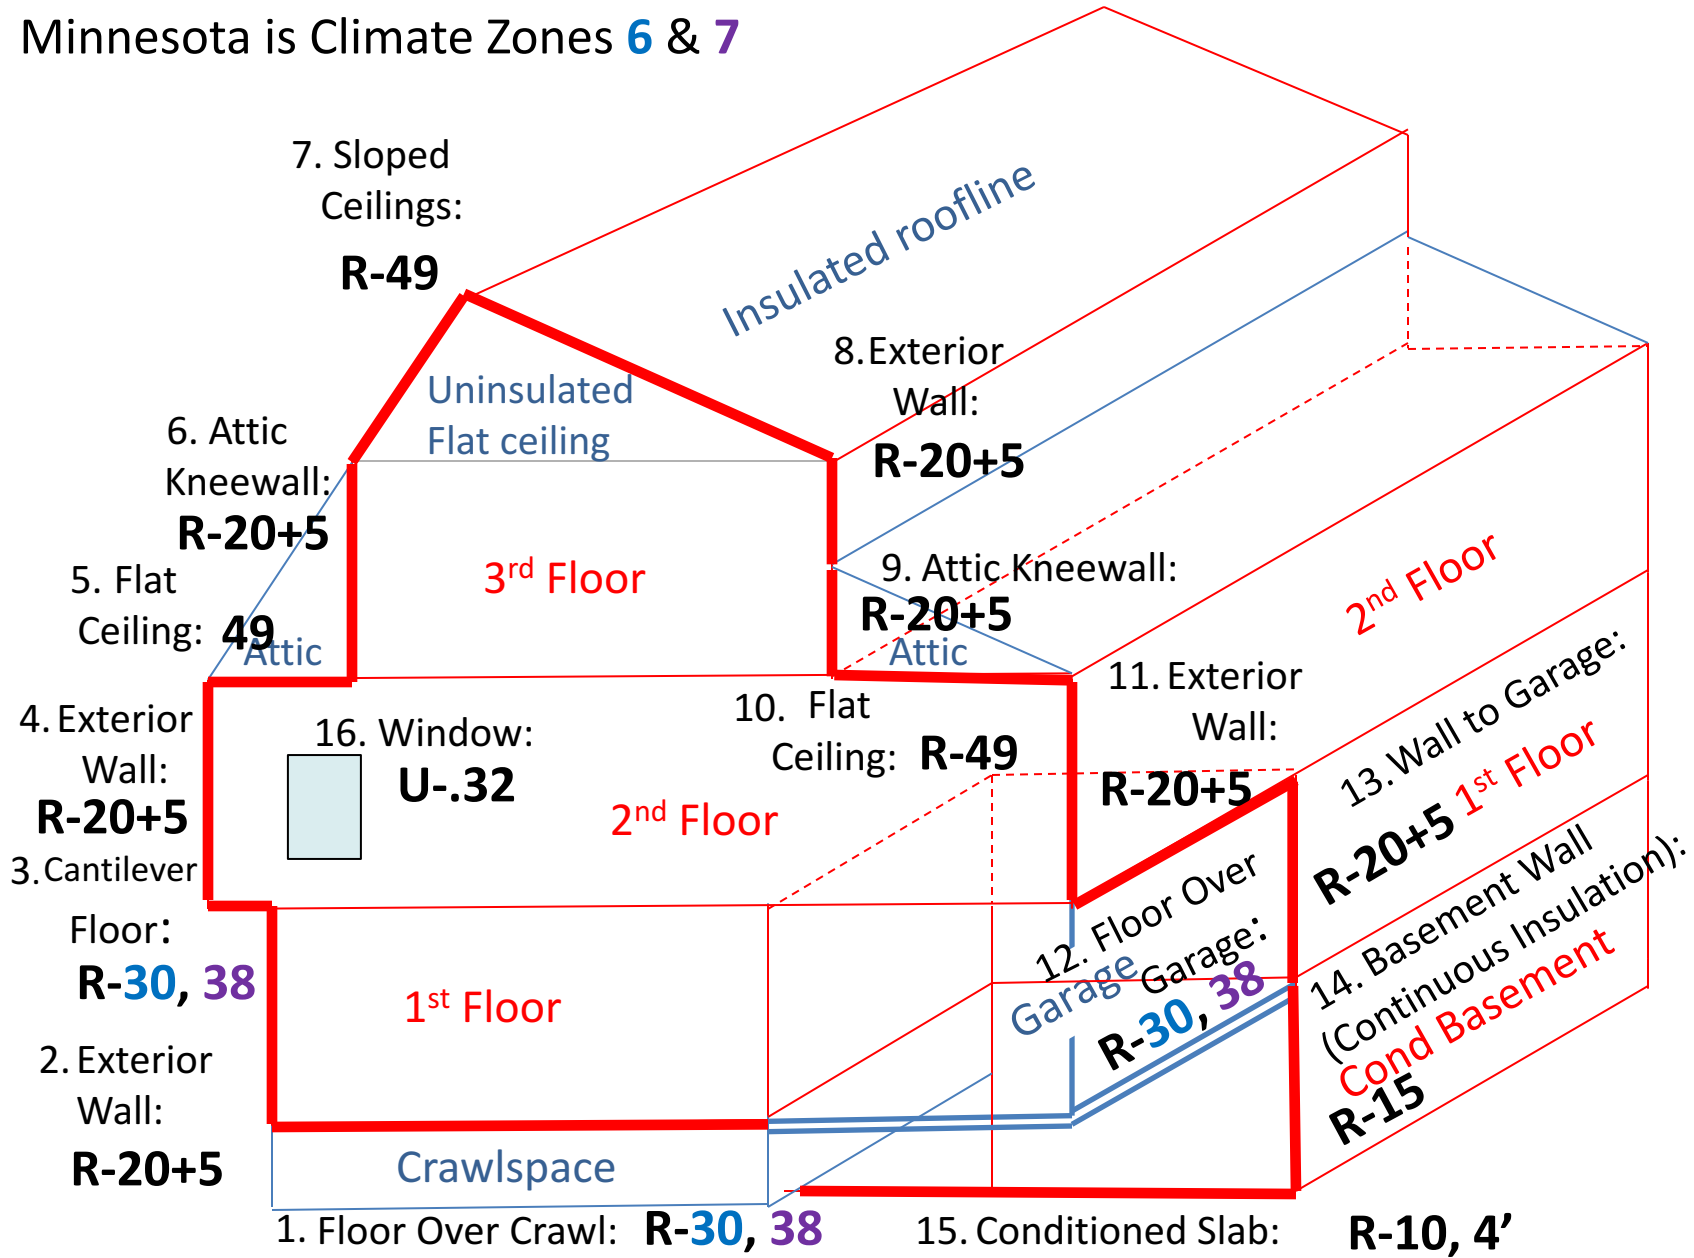 Minnesota is Climate Zones 6 & 7
7. Sloped
Ceilings:
R-49
Insulated roofline
Uninsulated
Flat ceiling
8. Exterior
Wall:
R-20+5
6. Attic
Kneewall:
R-20+5
5. Flat
Ceiling: 49
Attic
3rd Floor
9. Attic Kneewall:
R-20+5
Attic
2nd Floor
4. Exterior
Wall:
R-20+5
16. Window:
U-.32
10. Flat
Ceiling: R-49
2nd Floor
11. Exterior
Wall:
R-20+5
13. Wall to Garage:
R-20+5 1st Floor
3. Cantilever
Floor:
R-30, 38
1st Floor
12. Floor Over
Garage:
Garage
R-30, 38
14. Basement Wall
(Continuous Insulation):
Cond Basement
R-15
2. Exterior
Wall:
R-20+5
Crawlspace
1. Floor Over Crawl: R-30, 38
15. Conditioned Slab: R-10, 4’